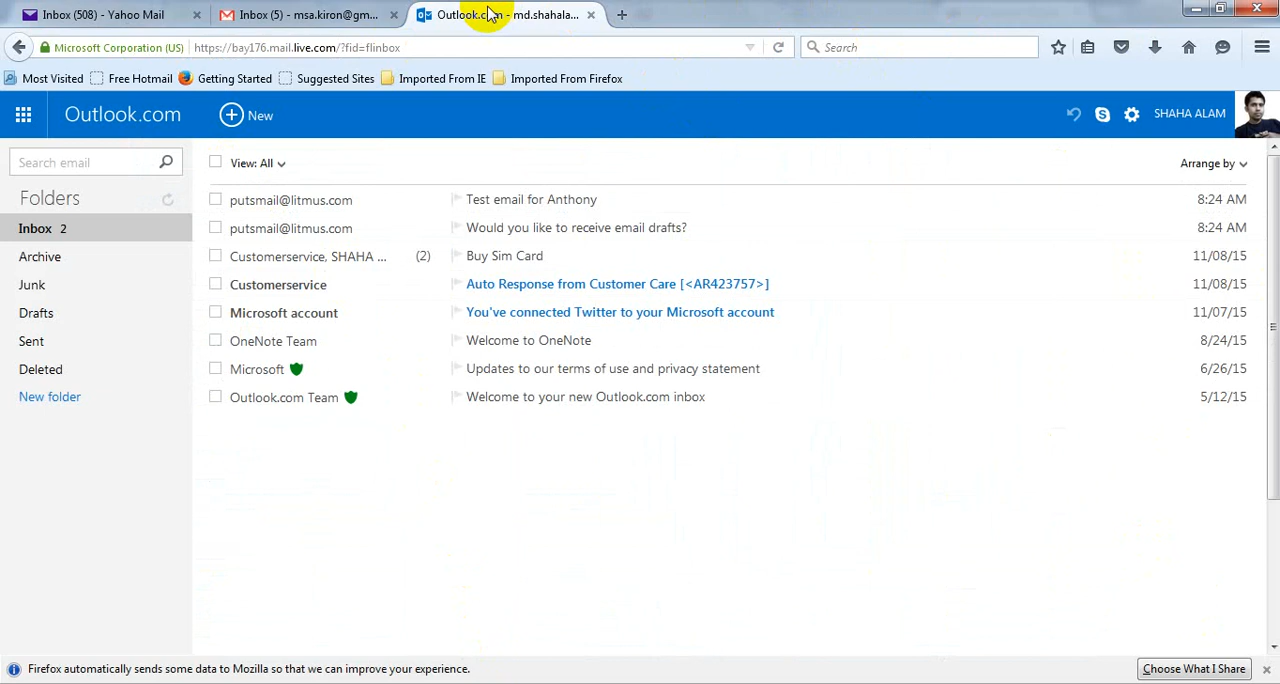 Inbox (508) - Yahoo Mail
Inbox (5) - msa.kiron@gm...
Outlook.com - md.shahala...
Microsoft Corporation (US)
https://bay176.mail.live.com/?fid=flinbox
Search
Most Visited
Free Hotmail
Getting Started
Suggested Sites
Imported From IE
Imported From Firefox
Outlook.com
New
SHAHA ALAM
Search email
View: All
Arrange by
Folders
Inbox 2
Archive
Junk
Drafts
Sent
Deleted
New folder
putsmail@litmus.com Test email for Anthony 8:24 AM
putsmail@litmus.com Would you like to receive email drafts? 8:24 AM
Customerservice, SHAHA ... (2) Buy Sim Card 11/08/15
Customerservice Auto Response from Customer Care [<AR423757>] 11/08/15
Microsoft account You've connected Twitter to your Microsoft account 11/07/15
OneNote Team Welcome to OneNote 8/24/15
Microsoft Updates to our terms of use and privacy statement 6/26/15
Outlook.com Team Welcome to your new Outlook.com inbox 5/12/15
Firefox automatically sends some data to Mozilla so that we can improve your experience.
Choose What I Share